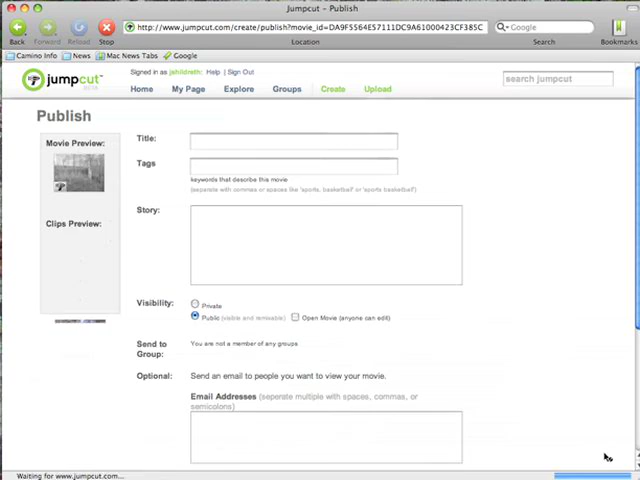 Jumpcut - Publish
http://www.jumpcut.com/create/publish?movie_id=DA9F5564E57111DC9A61000423CF385C
Google
Back Forward Reload Stop Location Search Bookmarks
Camino Info News Mac News Tabs Google
jumpcut
BETA
Signed in as jshildreth: Help | Sign Out
Home My Page Explore Groups Create Upload
search jumpcut
Publish
Movie Preview:
Clips Preview:
Title:
Tags
keywords that describe this movie
(separate with commas or spaces like 'sports, basketball' or 'sports basketball')
Story:
Visibility:
Private
Public (visible and remixable) Open Movie (anyone can edit)
Send to
Group:
You are not a member of any groups
Optional: Send an email to people you want to view your movie.
Email Addresses (seperate multiple with spaces, commas, or
semicolons)
Waiting for www.jumpcut.com...